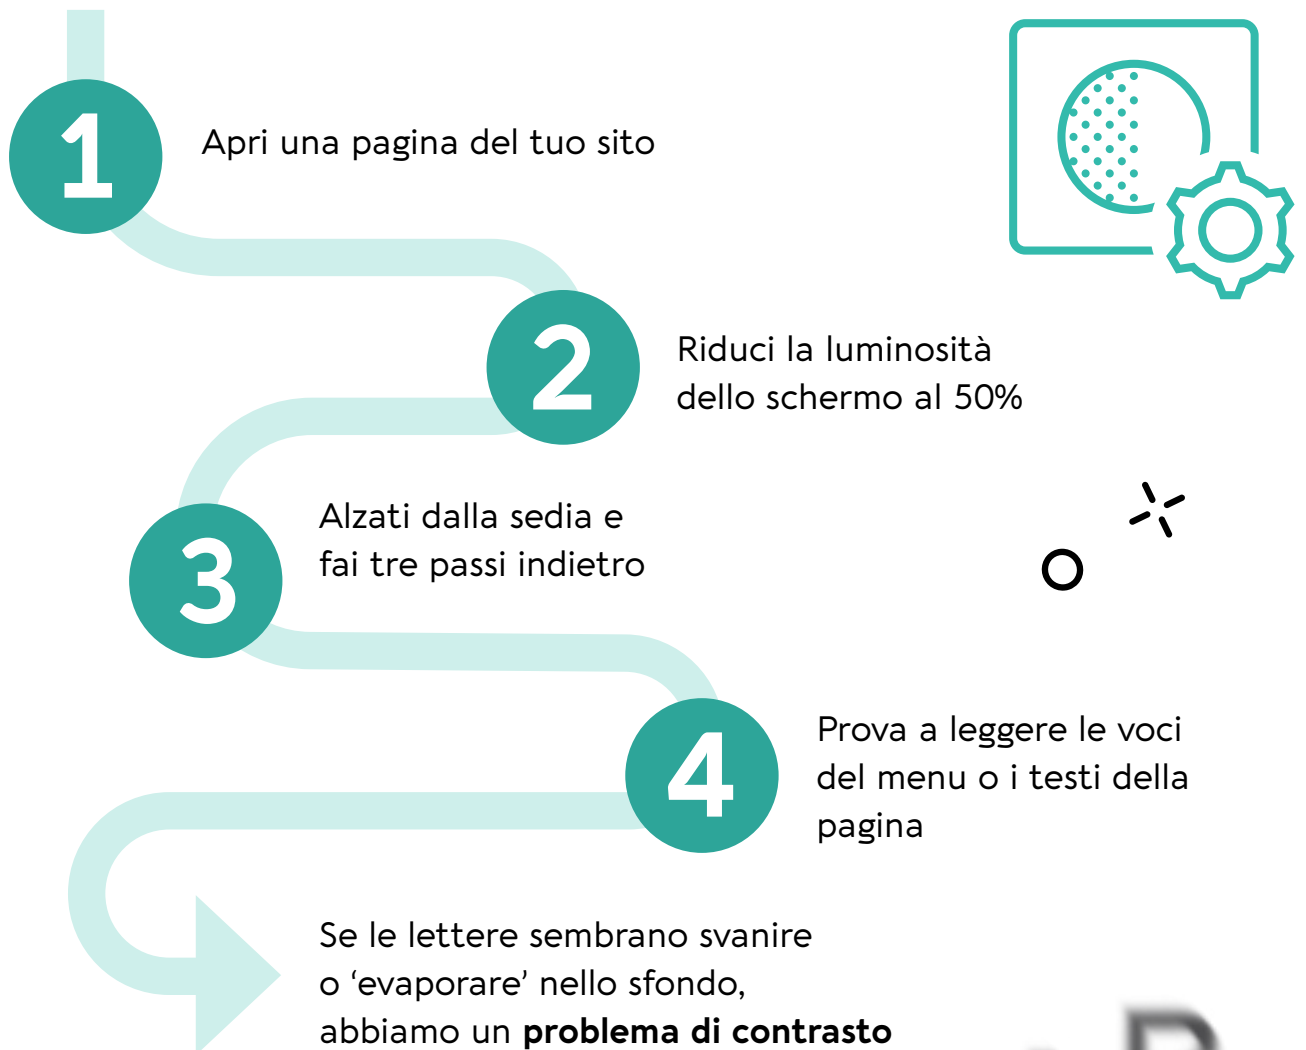 1
Apri una pagina del tuo sito
2
Riduci la luminosità
dello schermo al 50%
3
Alzati dalla sedia e
fai tre passi indietro
4
Prova a leggere le voci
del menu o i testi della
pagina
Se le lettere sembrano svanire
o ‘evaporare’ nello sfondo,
abbiamo un problema di contrasto